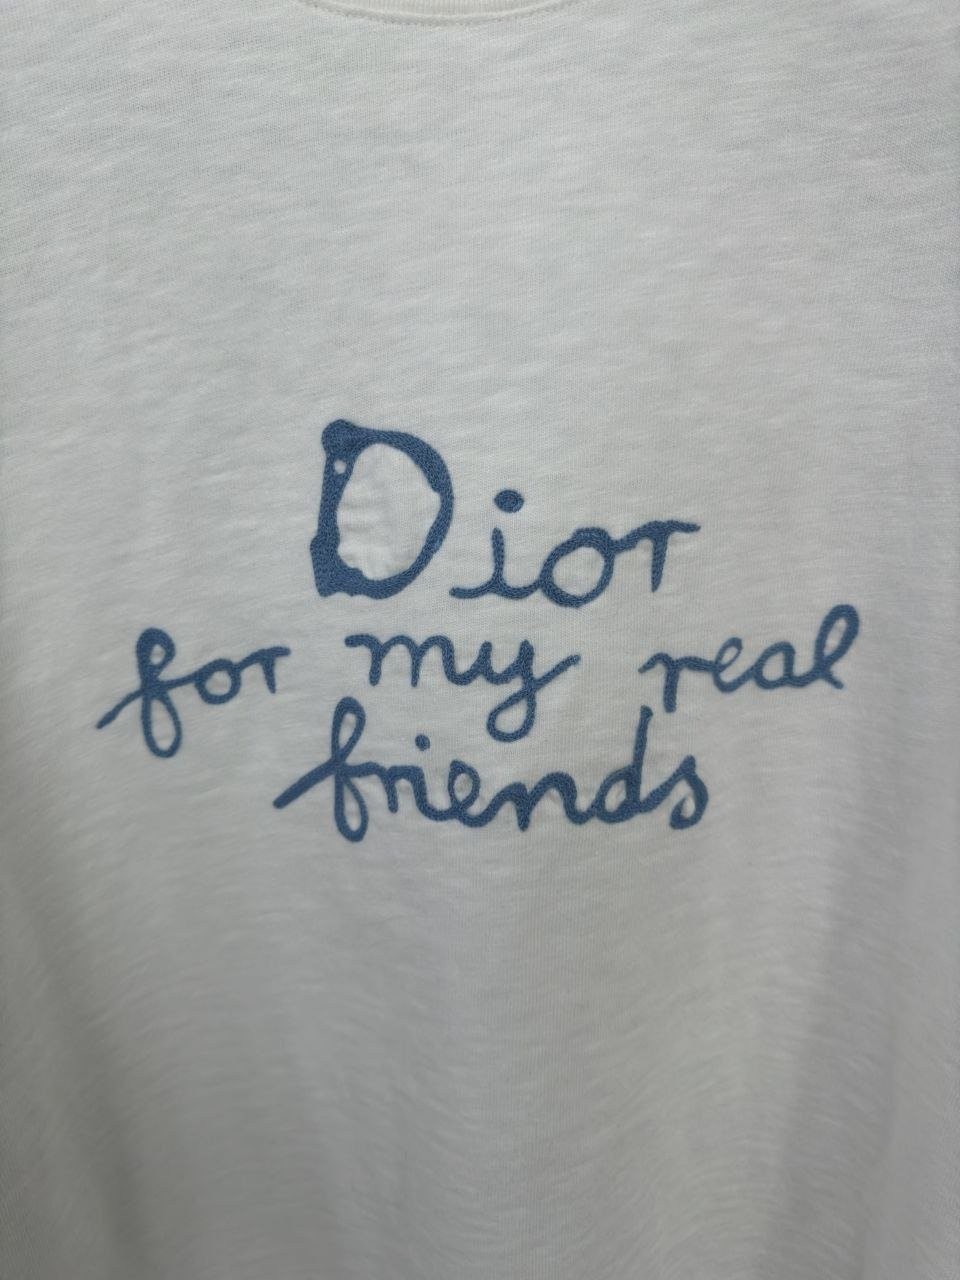 Dior
for my real
friends